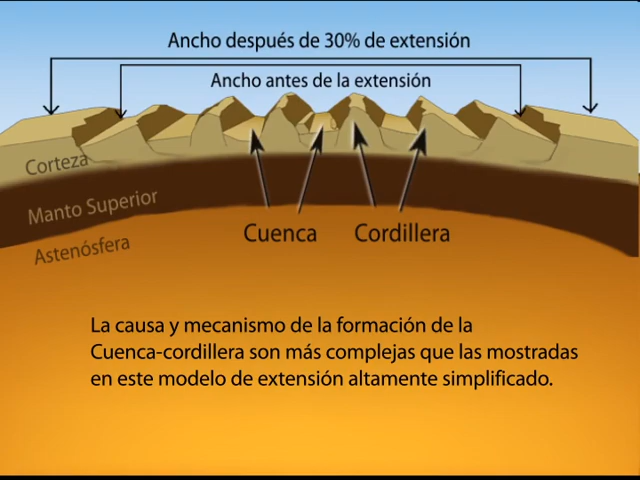 Ancho después de 30% de extensión
Ancho antes de la extensión
Corteza
Manto Superior
Astenósfera
Cuenca
Cordillera
La causa y mecanismo de la formación de la
Cuenca-cordillera son más complejas que las mostradas
en este modelo de extensión altamente simplificado.